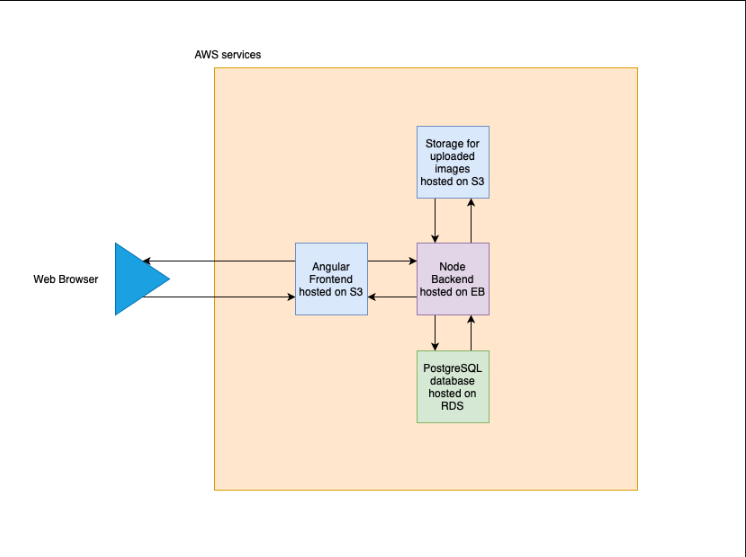 AWS services
Storage for
uploaded
images
hosted on S3
Web Browser
Angular
Frontend
hosted on S3
Node
Backend
hosted on EB
PostgreSQL
database
hosted on
RDS